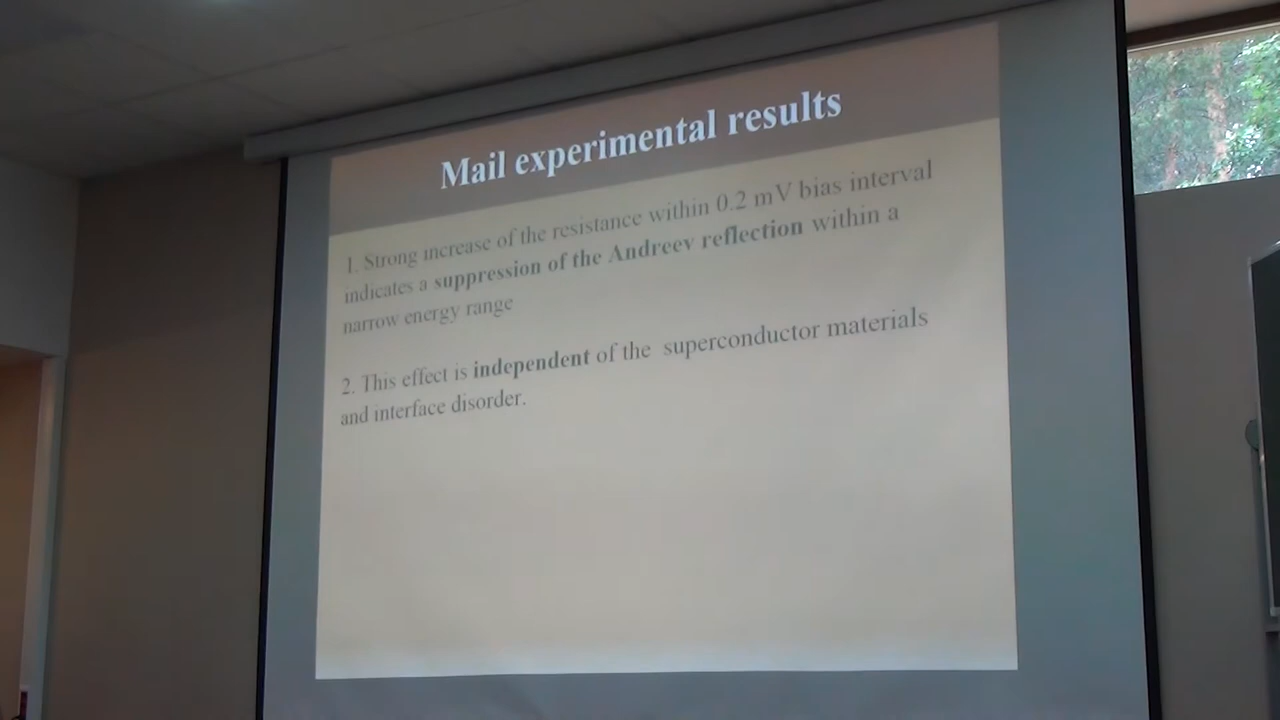 Mail experimental results
1. Strong increase of the resistance within 0.2 mV bias interval
indicates a suppression of the Andreev reflection within a
narrow energy range
2. This effect is independent of the superconductor materials
and interface disorder.